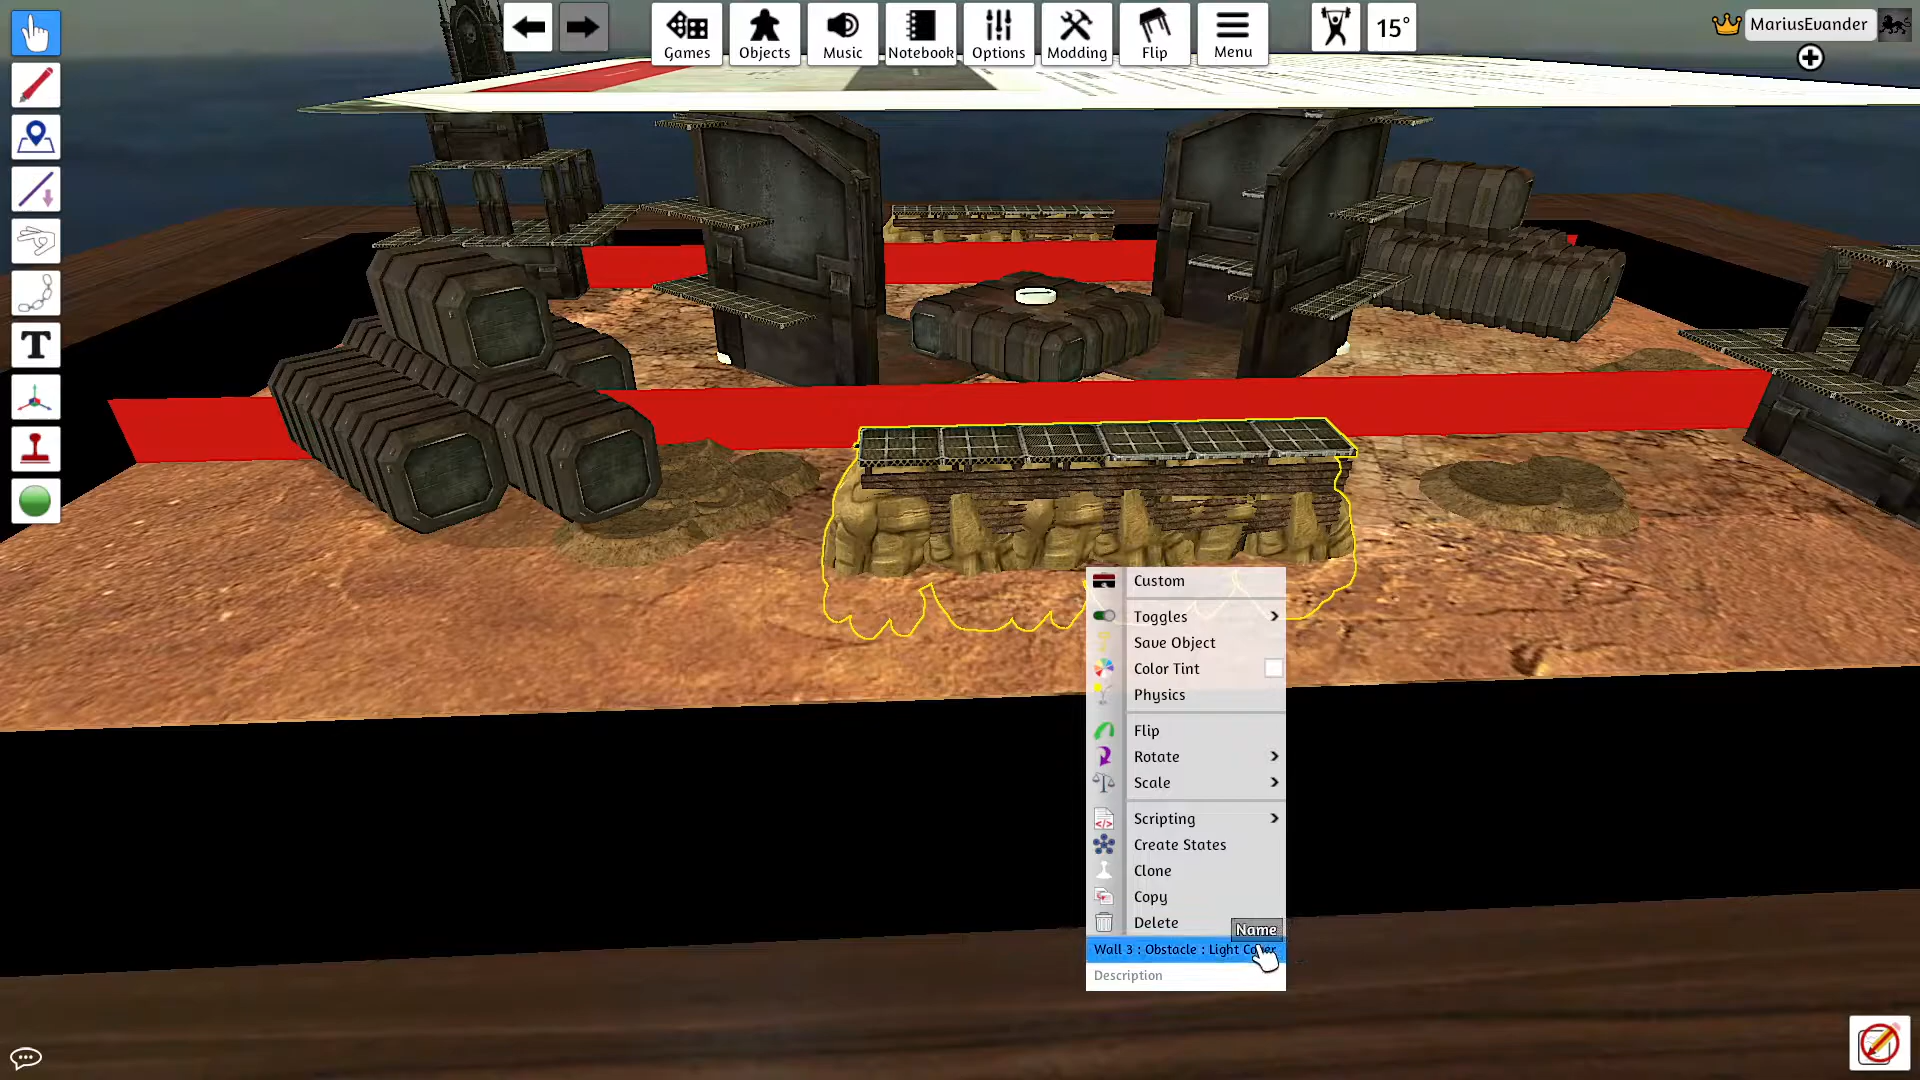 Games
Objects
Music
Notebook
Options
Modding
Flip
Menu
15°
MariusEvander
T
Custom
Toggles
Save Object
Color Tint
Physics
Flip
Rotate
Scale
Scripting
Create States
Clone
Copy
Delete
Name
Wall 3 : Obstacle : Light Cover
Description